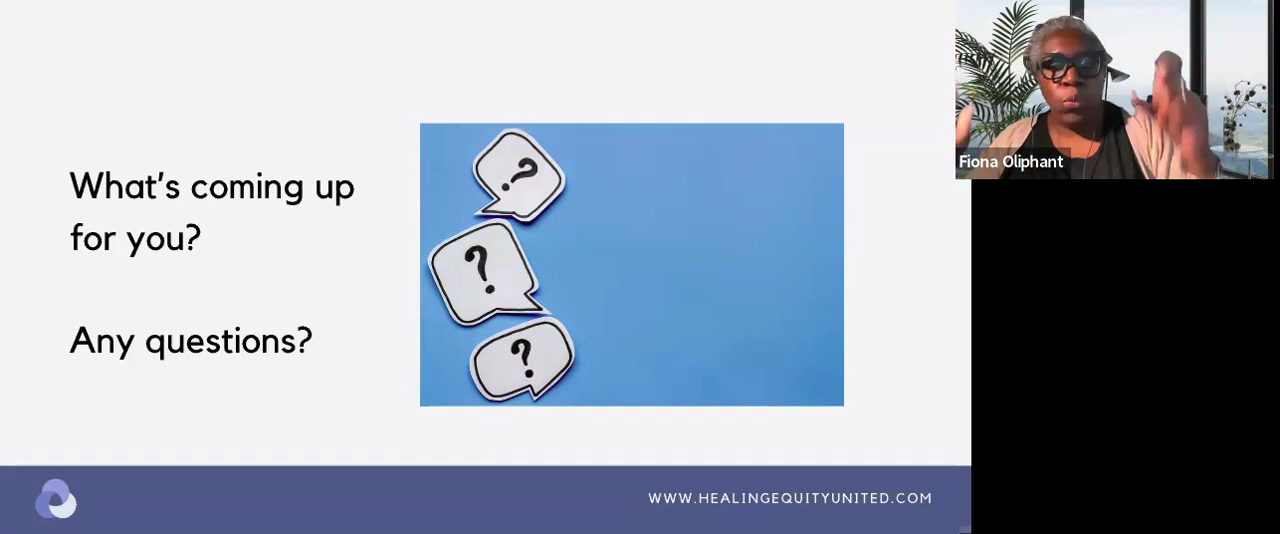 What's coming up
for you?
Any questions?
?
?
?
Fiona Oliphant
WWW.HEALINGEQUITYUNITED.COM